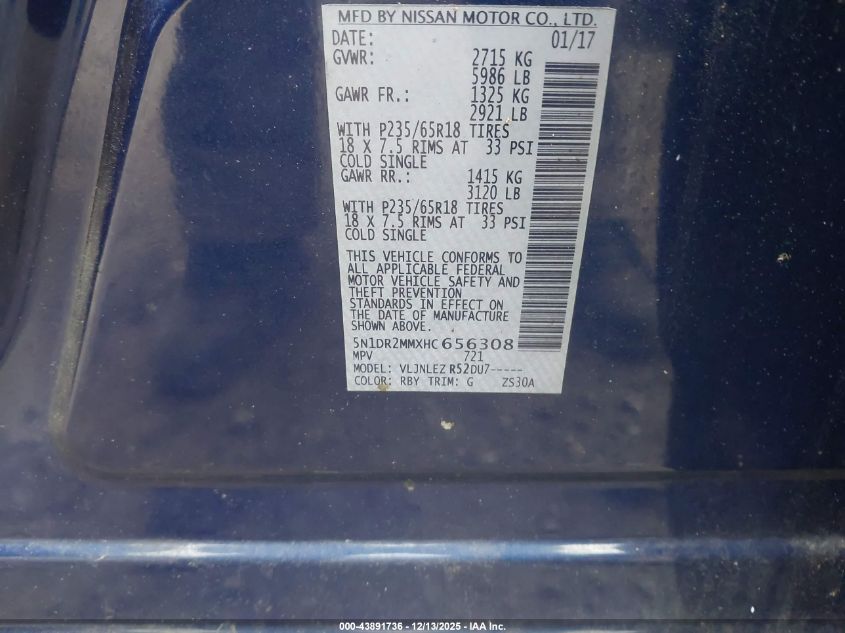 MFD BY NISSAN MOTOR CO., LTD.
DATE: 01/17
GVWR: 2715 KG
5986 LB
GAWR FR.: 1325 KG
2921 LB
WITH P235/65R18 TIRES
18 X 7.5 RIMS AT 33 PSI
COLD SINGLE
GAWR RR.: 1415 KG
3120 LB
WITH P235/65R18 TIRES
18 X 7.5 RIMS AT 33 PSI
COLD SINGLE
THIS VEHICLE CONFORMS TO
ALL APPLICABLE FEDERAL
MOTOR VEHICLE SAFETY AND
THEFT PREVENTION
STANDARDS IN EFFECT ON
THE DATE OF MANUFACTURE
SHOWN ABOVE.
5N1DR2MMXHC656308
MPV 721
MODEL: VLJNLEZ R52DU7-----
COLOR: RBY TRIM: G ZS30A
000-43891736 - 12/13/2025 - IAA Inc.